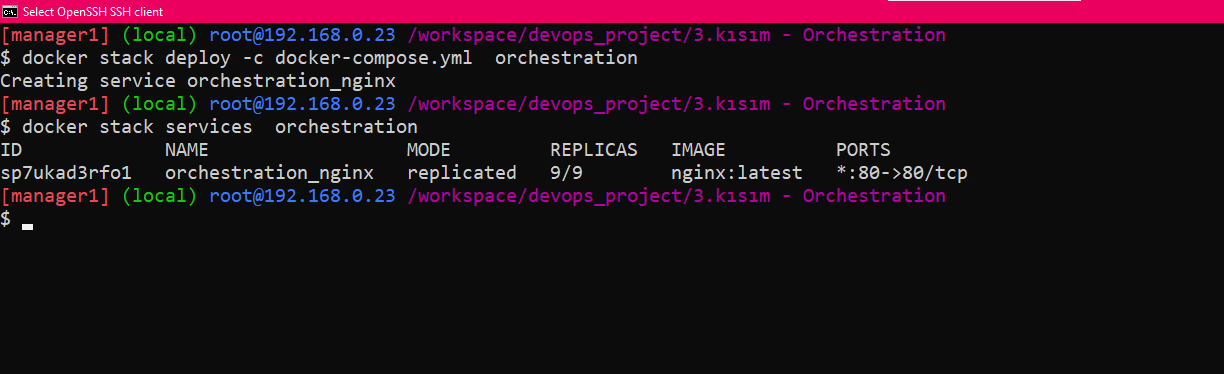 Select OpenSSH SSH client
[manager1] (local) root@192.168.0.23 /workspace/devops_project/3.kısım - Orchestration
$ docker stack deploy -c docker-compose.yml  orchestration
Creating service orchestration_nginx
[manager1] (local) root@192.168.0.23 /workspace/devops_project/3.kısım - Orchestration
$ docker stack services  orchestration
ID             NAME                  MODE         REPLICAS   IMAGE          PORTS
sp7ukad3rfo1   orchestration_nginx   replicated   9/9        nginx:latest   *:80->80/tcp
[manager1] (local) root@192.168.0.23 /workspace/devops_project/3.kısım - Orchestration
$